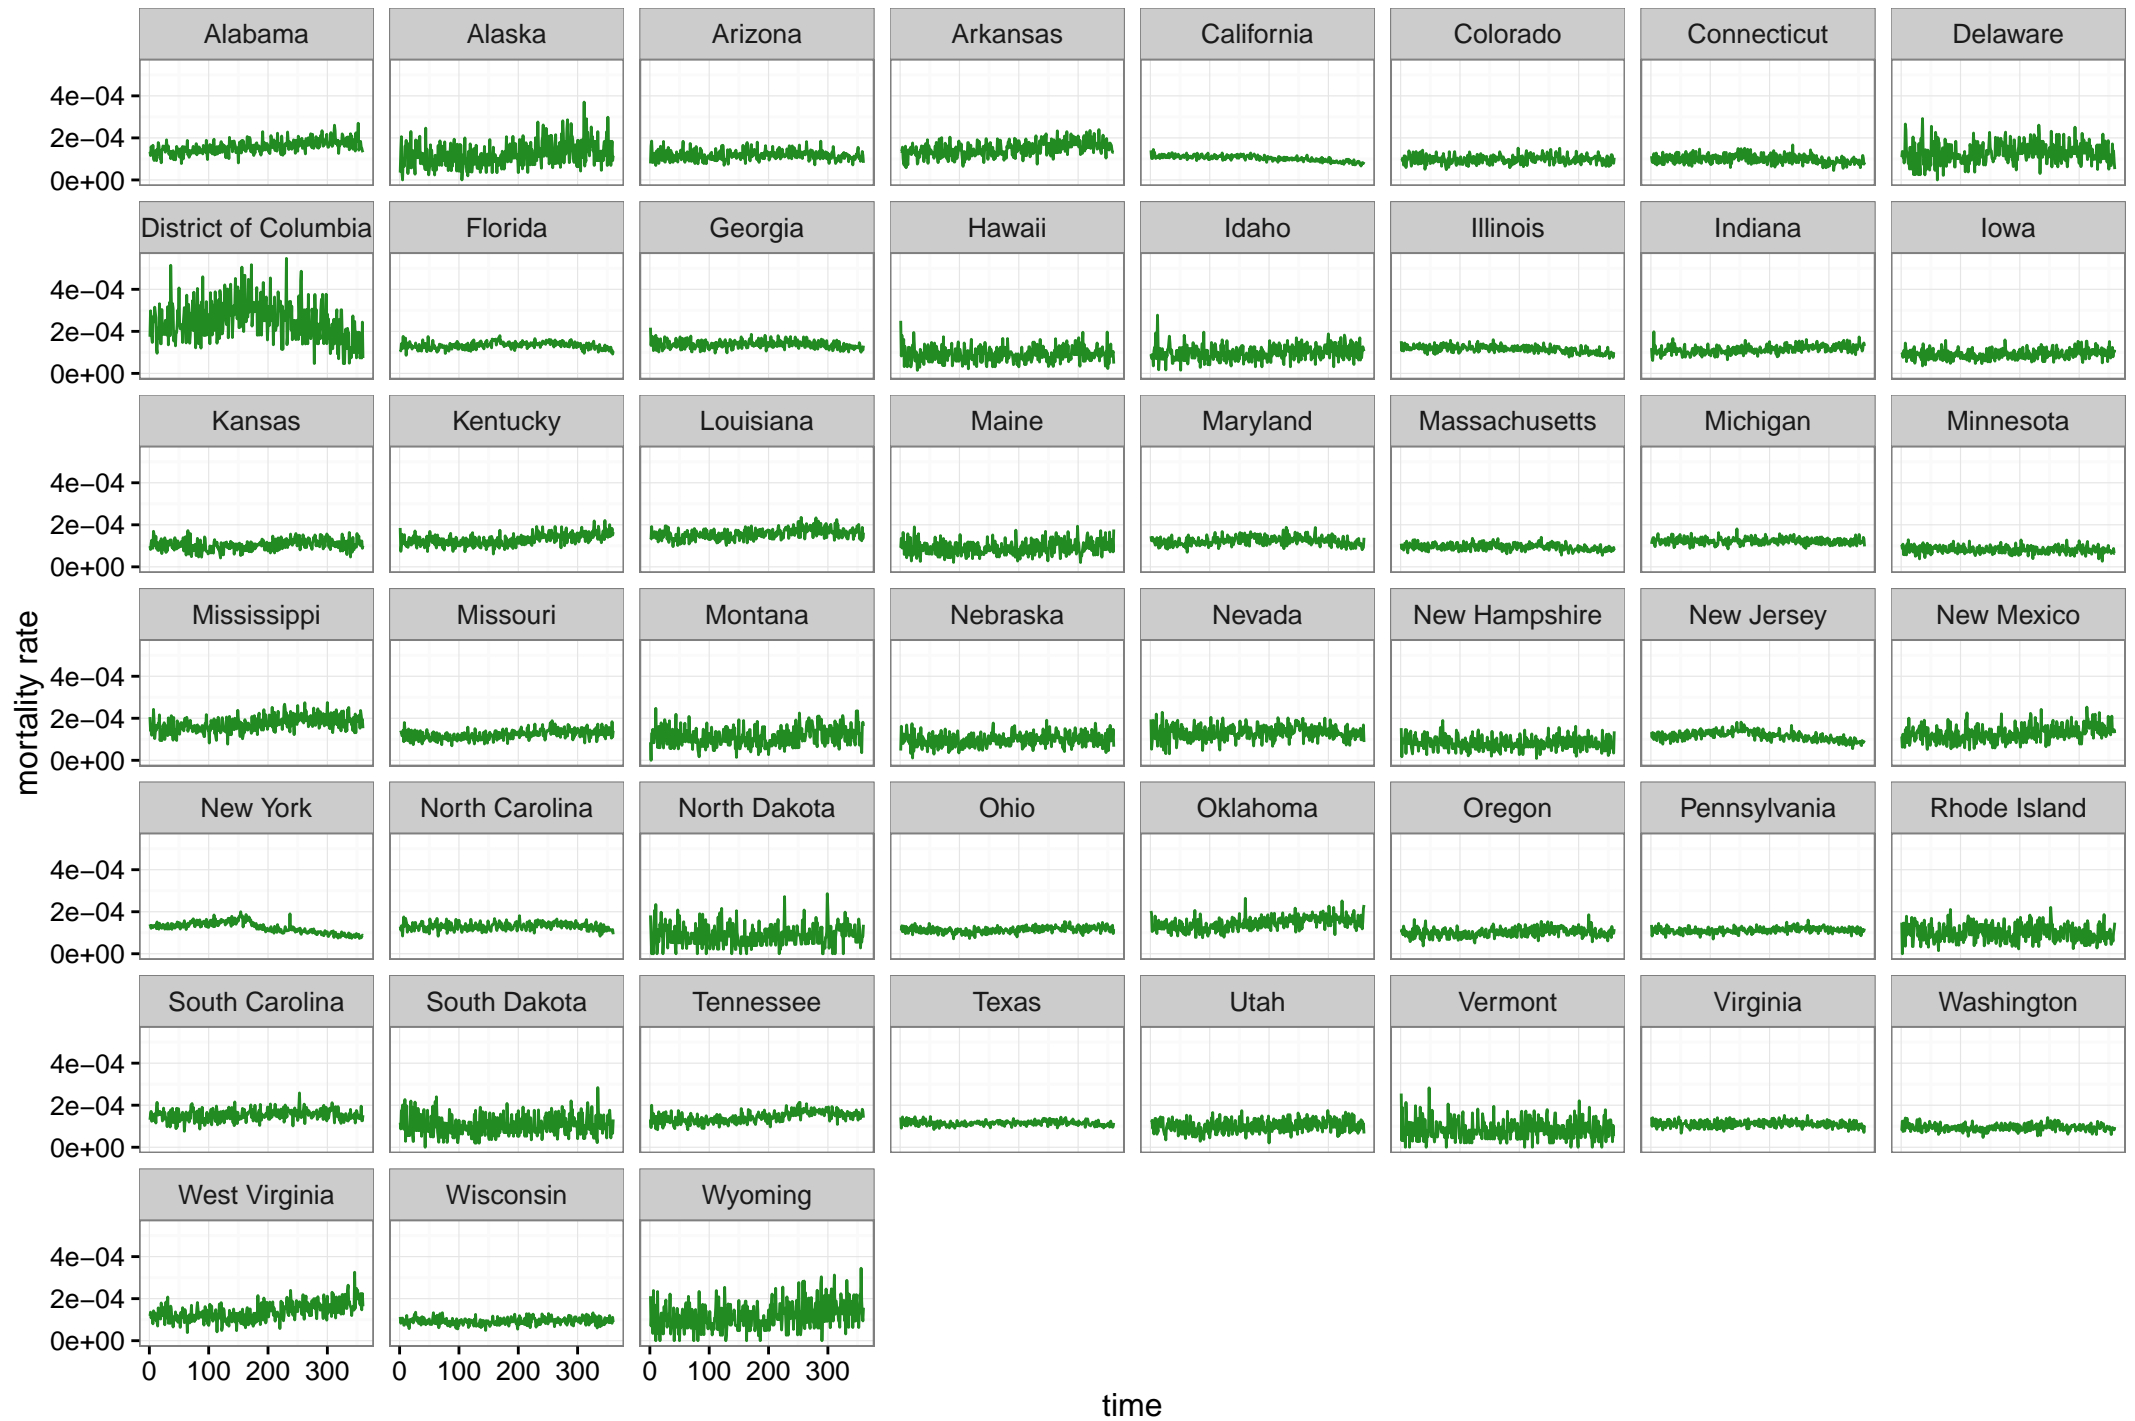 Alabama Alaska Arizona Arkansas California Colorado Connecticut Delaware
4e−04
2e−04
0e+00
District of Columbia Florida Georgia Hawaii Idaho Illinois Indiana Iowa
4e−04
2e−04
0e+00
Kansas Kentucky Louisiana Maine Maryland Massachusetts Michigan Minnesota
4e−04
2e−04
0e+00
Mississippi Missouri Montana Nebraska Nevada New Hampshire New Jersey New Mexico
4e−04
2e−04
0e+00
mortality rate
New York North Carolina North Dakota Ohio Oklahoma Oregon Pennsylvania Rhode Island
4e−04
2e−04
0e+00
South Carolina South Dakota Tennessee Texas Utah Vermont Virginia Washington
4e−04
2e−04
0e+00
West Virginia Wisconsin Wyoming
4e−04
2e−04
0e+00
0 100 200 300 0 100 200 300 0 100 200 300
time